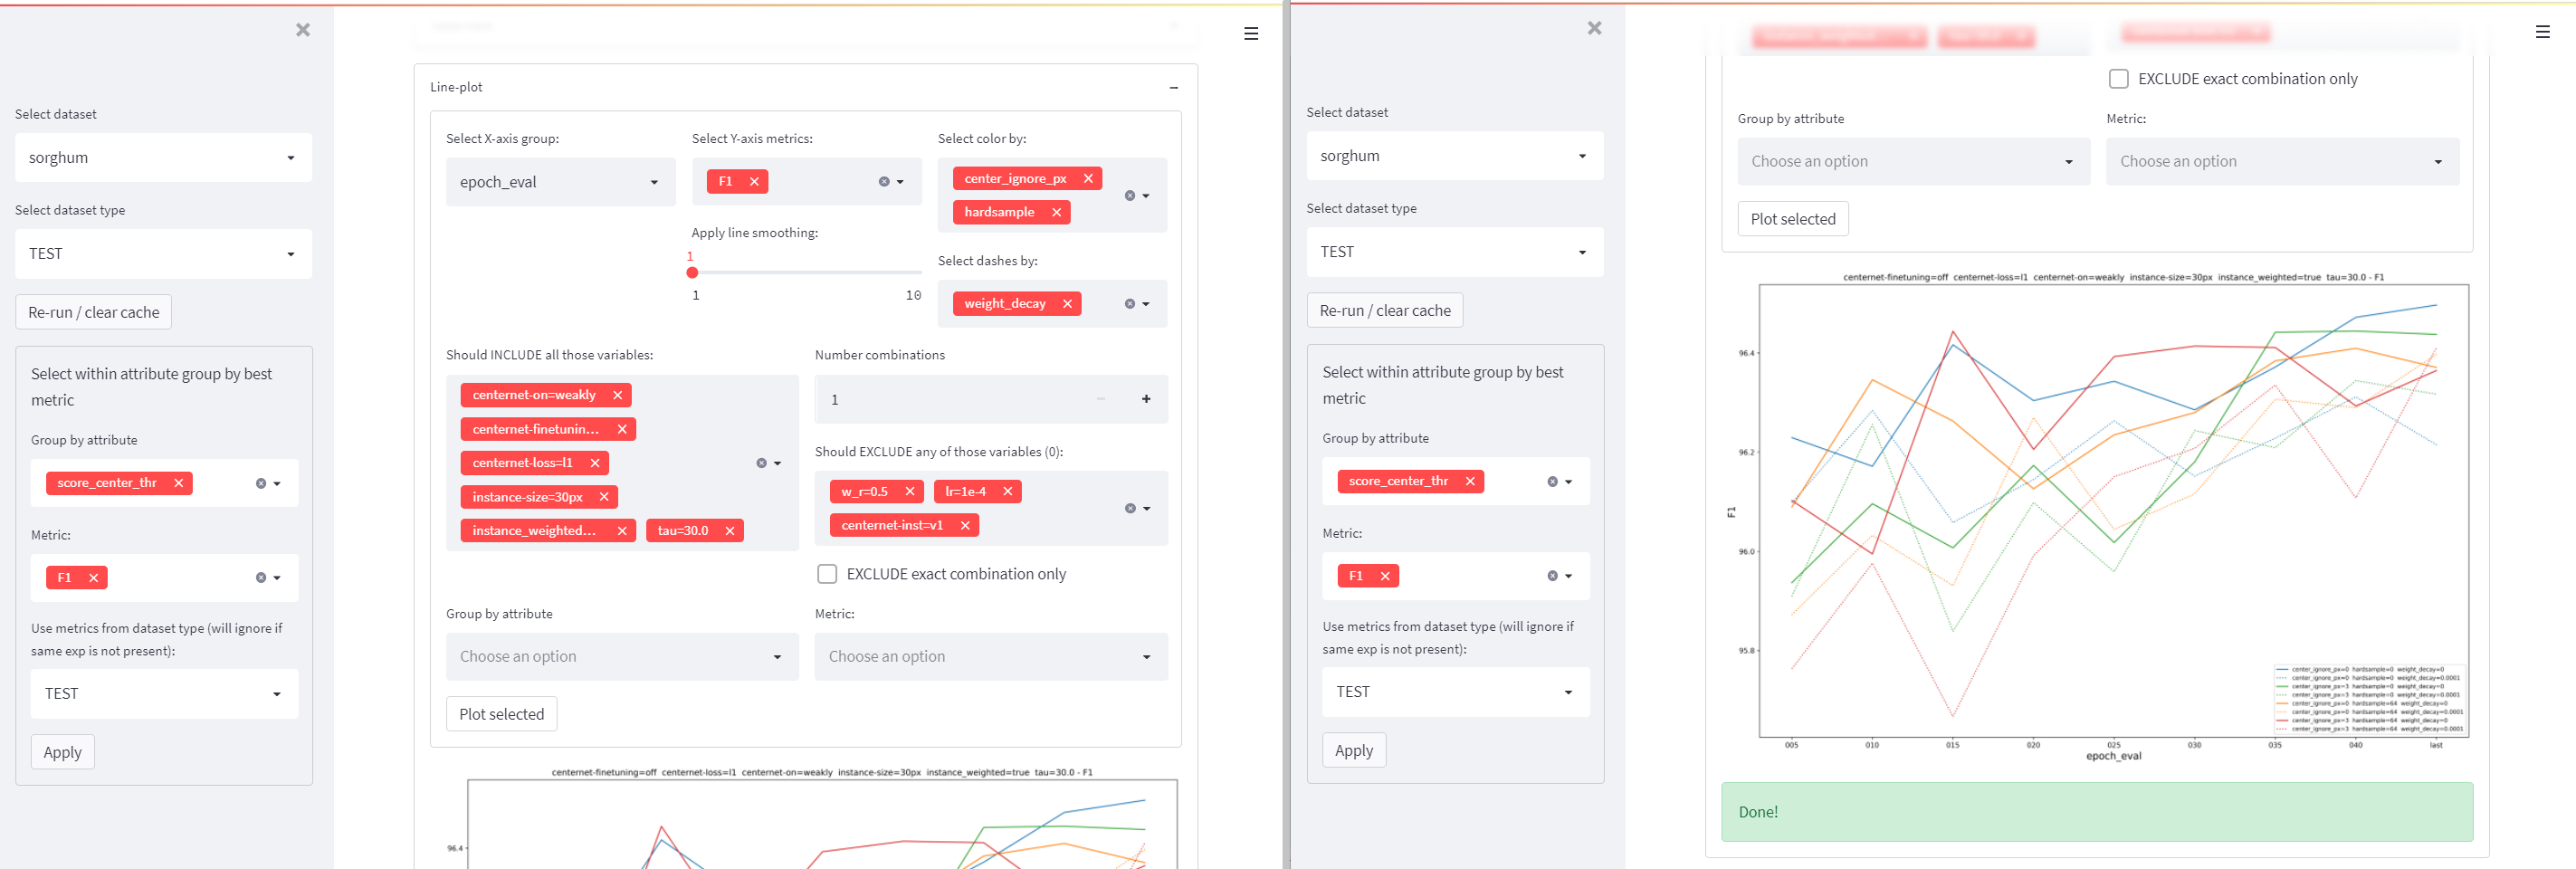 Select dataset
sorghum
Select dataset type
TEST
Re-run / clear cache
Select within attribute group by best
metric
Group by attribute
score_center_thr
Metric:
F1
Use metrics from dataset type (will ignore if
same exp is not present):
TEST
Apply
Line-plot
Select X-axis group:
epoch_eval
Select Y-axis metrics:
F1
Apply line smoothing:
1
1 10
Select color by:
center_ignore_px
hardsample
Select dashes by:
weight_decay
Should INCLUDE all those variables:
centernet-on=weakly
centernet-finetunin...
centernet-loss=l1
instance-size=30px
instance_weighted... tau=30.0
Number combinations
1
Should EXCLUDE any of those variables (0):
w_r=0.5 lr=1e-4
centernet-inst=v1
EXCLUDE exact combination only
Group by attribute
Choose an option
Metric:
Choose an option
Plot selected
centernet-finetuning=off centernet-loss=l1 centernet-on=weakly instance-size=30px instance_weighted=true tau=30.0 - F1
96.4
Select dataset
sorghum
Select dataset type
TEST
Re-run / clear cache
Select within attribute group by best
metric
Group by attribute
score_center_thr
Metric:
F1
Use metrics from dataset type (will ignore if
same exp is not present):
TEST
Apply
EXCLUDE exact combination only
Group by attribute
Choose an option
Metric:
Choose an option
Plot selected
centernet-finetuning=off centernet-loss=l1 centernet-on=weakly instance-size=30px instance_weighted=true tau=30.0 - F1
96.4
96.2
F1
96.0
95.8
center_ignore_px=0 hardsample=0 weight_decay=0
center_ignore_px=0 hardsample=0 weight_decay=0.0001
center_ignore_px=3 hardsample=0 weight_decay=0
center_ignore_px=3 hardsample=0 weight_decay=0.0001
center_ignore_px=0 hardsample=64 weight_decay=0
center_ignore_px=0 hardsample=64 weight_decay=0.0001
center_ignore_px=3 hardsample=64 weight_decay=0
center_ignore_px=3 hardsample=64 weight_decay=0.0001
005 010 015 020 025 030 035 040 last
epoch_eval
Done!